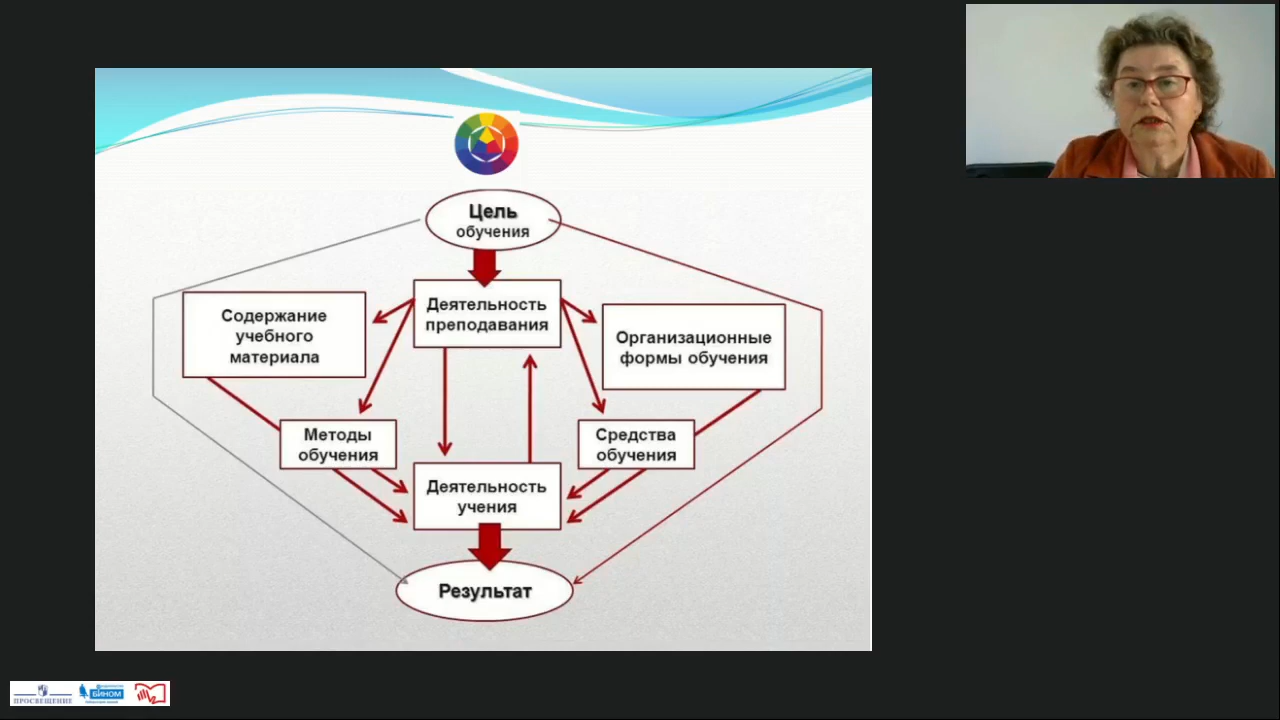 Цель
обучения
Деятельность
преподавания
Содержание
учебного
материала
Организационные
формы обучения
Методы
обучения
Средства
обучения
Деятельность
учения
Результат
ПРОСВЕЩЕНИЕ
БИНОМ